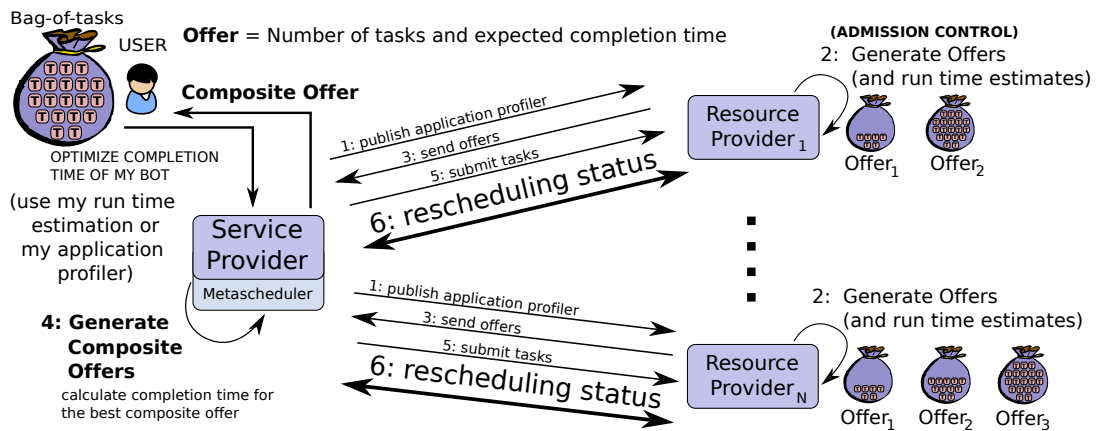 Bag-of-tasks
USER
Offer = Number of tasks and expected completion time
Composite Offer
OPTIMIZE COMPLETION
TIME OF MY BOT
(use my run time
estimation or
my application
profiler)
Service
Provider
Metascheduler
4: Generate
Composite
Offers
calculate completion time for
the best composite offer
1: publish application profiler
3: send offers
5: submit tasks
6: rescheduling status
1: publish application profiler
3: send offers
5: submit tasks
6: rescheduling status
(ADMISSION CONTROL)
2: Generate Offers
(and run time estimates)
Resource
Provider 1
Offer1
Offer2
2: Generate Offers
(and run time estimates)
Resource
Provider N
Offer1
Offer2
Offer3